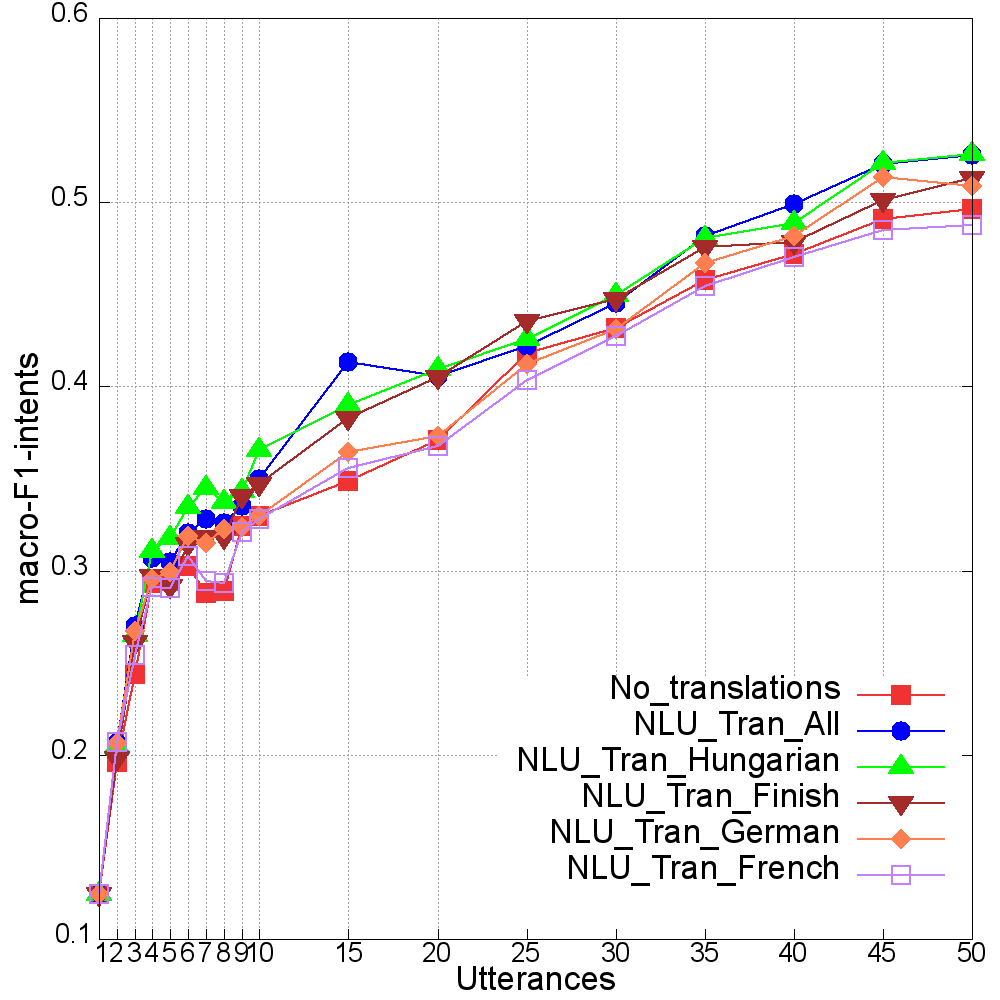 0.6
0.5
0.4
0.3
0.2
0.1
macro-F1-intents
No_translations
NLU_Tran_All
NLU_Tran_Hungarian
NLU_Tran_Finish
NLU_Tran_German
NLU_Tran_French
1 2 3 4 5 6 7 8 9 10 15 20 25 30 35 40 45 50
Utterances